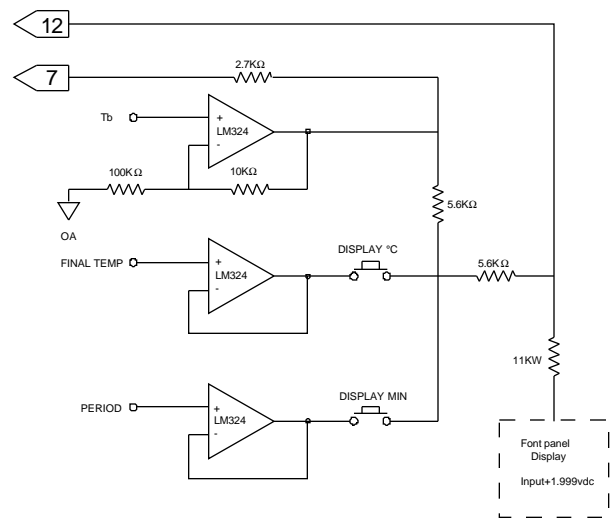 12
7
2.7KΩ
Tb
+
LM324
-
100KΩ
10KΩ
OA
5.6KΩ
DISPLAY °C
FINAL TEMP
+
LM324
-
5.6KΩ
11KW
DISPLAY MIN
PERIOD
+
LM324
-
Font panel
Display
Input+1.999vdc